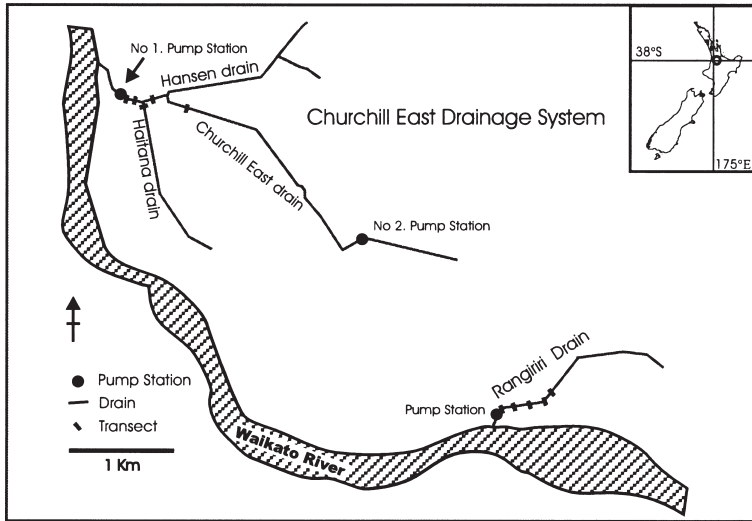 No 1. Pump Station
Hansen drain
38°S
Churchill East Drainage System
Haitana drain
Churchill East drain
175°E
No 2. Pump Station
Rangiriri Drain
Pump Station
Drain
Transect
Pump Station
1 Km
Waikato River